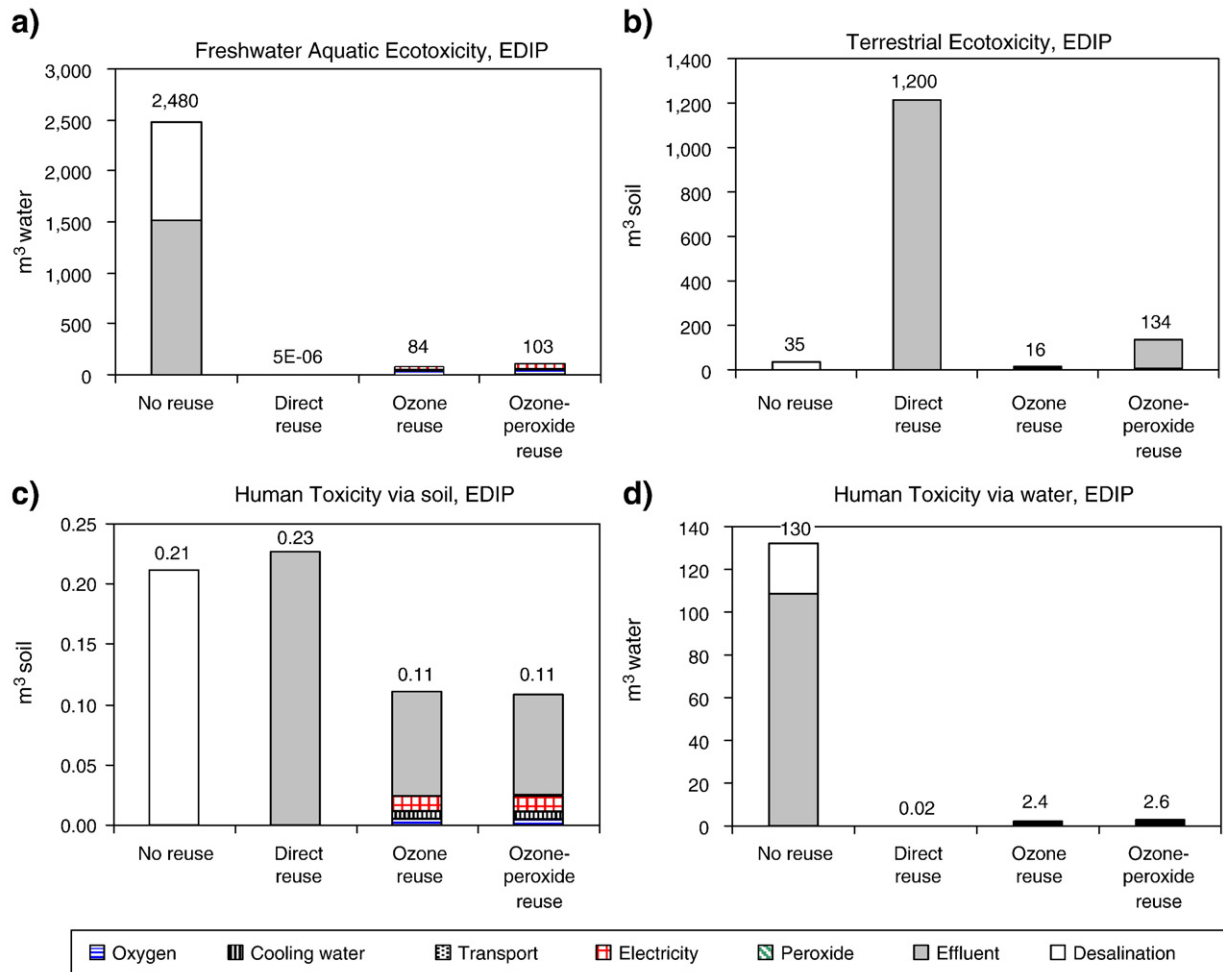 a)
Freshwater Aquatic Ecotoxicity, EDIP
3,000
2,500
2,000
1,500
1,000
500
0
m³ water
2,480
5E-06
84
103
No reuse
Direct
reuse
Ozone
reuse
Ozone-
peroxide
reuse
b)
Terrestrial Ecotoxicity, EDIP
1,400
1,200
1,000
800
600
400
200
0
m³ soil
35
1,200
16
134
No reuse
Direct
reuse
Ozone
reuse
Ozone-
peroxide
reuse
c)
Human Toxicity via soil, EDIP
0.25
0.20
0.15
0.10
0.05
0.00
m³ soil
0.21
0.23
0.11
0.11
No reuse
Direct
reuse
Ozone
reuse
Ozone-
peroxide
reuse
d)
Human Toxicity via water, EDIP
140
120
100
80
60
40
20
0
m³ water
130
0.02
2.4
2.6
No reuse
Direct
reuse
Ozone
reuse
Ozone-
peroxide
reuse
Oxygen Cooling water Transport Electricity Peroxide Effluent Desalination